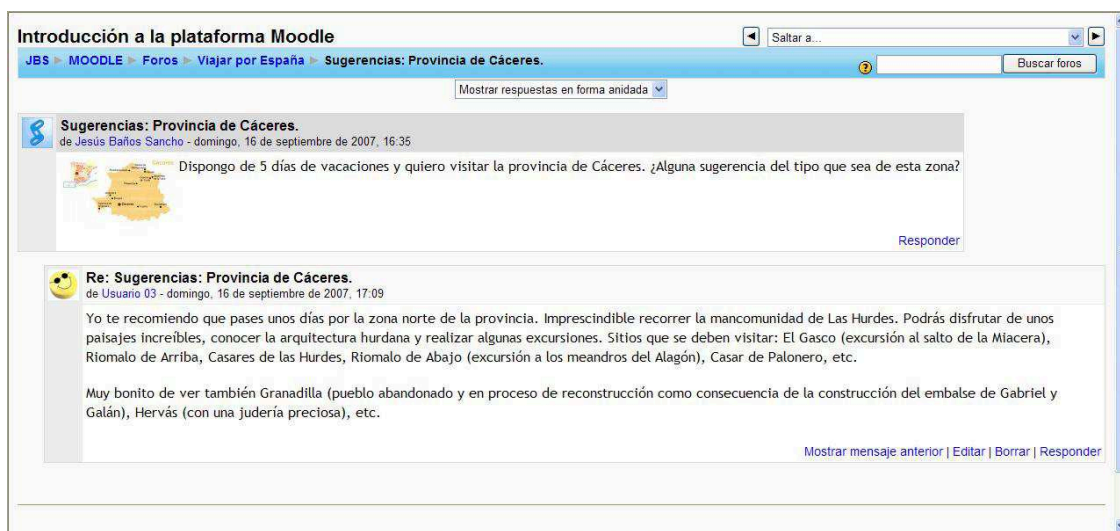 Introducción a la plataforma Moodle
Saltar a...
JBS ► MOODLE ► Foros ► Viajar por España ► Sugerencias: Provincia de Cáceres.
Buscar foros
Mostrar respuestas en forma anidada
Sugerencias: Provincia de Cáceres.
de Jesús Baños Sancho - domingo, 16 de septiembre de 2007, 16:35
Dispongo de 5 días de vacaciones y quiero visitar la provincia de Cáceres. ¿Alguna sugerencia del tipo que sea de esta zona?
Responder
Re: Sugerencias: Provincia de Cáceres.
de Usuario 03 - domingo, 16 de septiembre de 2007, 17:09
Yo te recomiendo que pases unos días por la zona norte de la provincia. Imprescindible recorrer la mancomunidad de Las Hurdes. Podrás disfrutar de unos
paisajes increíbles, conocer la arquitectura hurdana y realizar algunas excursiones. Sitios que se deben visitar: El Gasco (excursión al salto de la Miacera),
Riomalo de Arriba, Casares de las Hurdes, Riomalo de Abajo (excursión a los meandros del Alagón), Casar de Palonero, etc.
Muy bonito de ver también Granadilla (pueblo abandonado y en proceso de reconstrucción como consecuencia de la construcción del embalse de Gabriel y
Galán), Hervás (con una judería preciosa), etc.
Mostrar mensaje anterior | Editar | Borrar | Responder